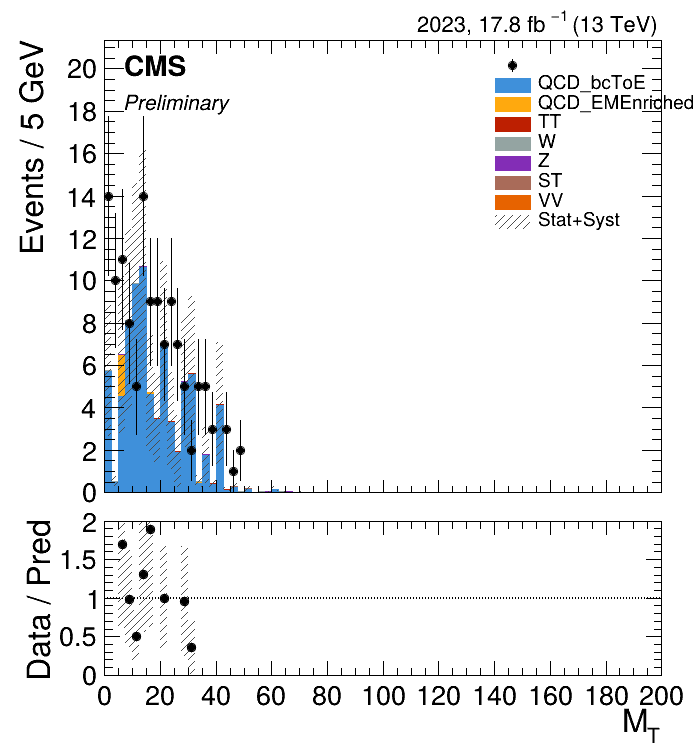 2023, 17.8 fb⁻¹ (13 TeV)
CMS
Preliminary
QCD_bcToE
QCD_EMEnriched
TT
W
Z
ST
VV
Stat+Syst
Events / 5 GeV
20
18
16
14
12
10
8
6
4
2
0
Data / Pred
2
1.5
1
0.5
0
0 20 40 60 80 100 120 140 160 180 200
M_T